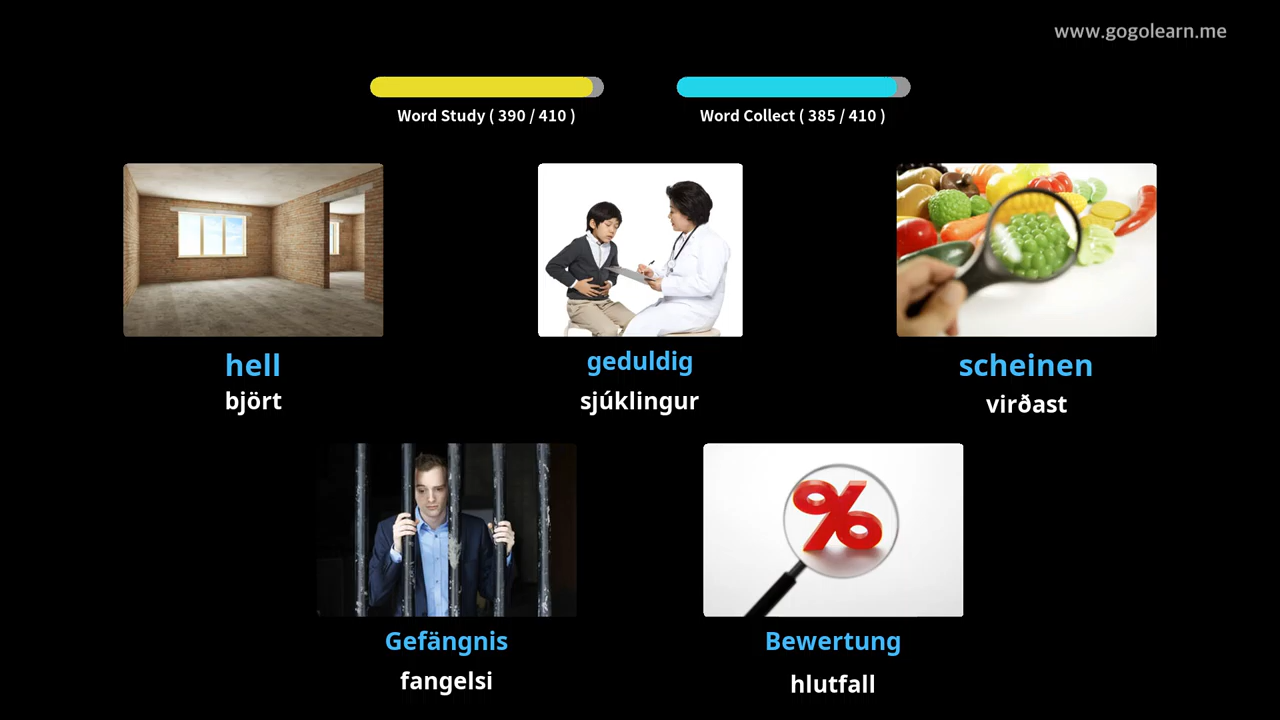 www.gogolearn.me
Word Study ( 390 / 410 )
Word Collect ( 385 / 410 )
hell
björt
geduldig
sjúklingur
scheinen
virðast
Gefängnis
fangelsi
Bewertung
hlutfall